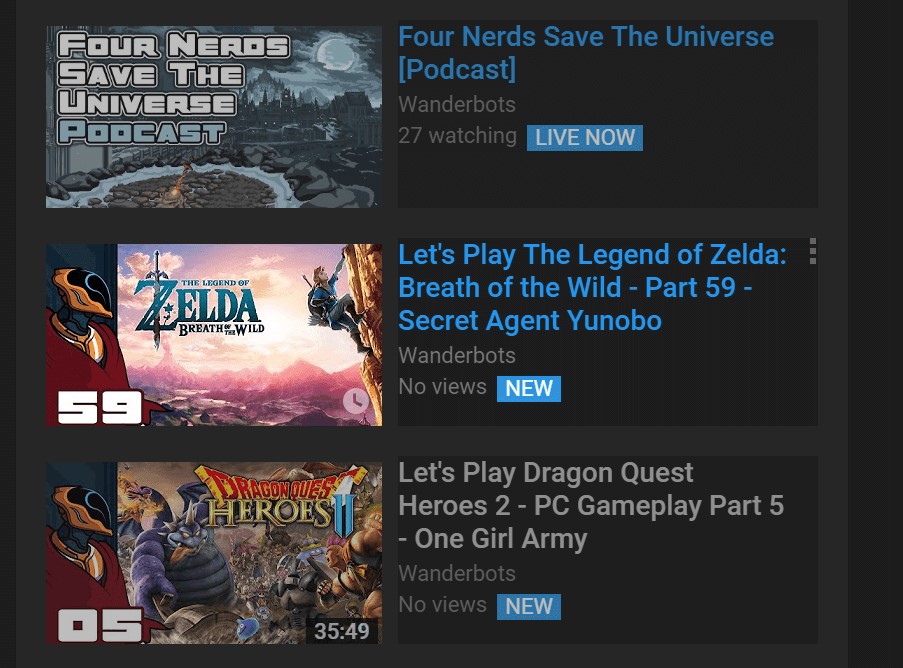 FOUR NERDS
SAVE THE
UNIVERSE
PODCAST
Four Nerds Save The Universe
[Podcast]
Wanderbots
27 watching LIVE NOW
THE LEGEND OF
ZELDA
BREATH OF THE WILD
59
Let's Play The Legend of Zelda:
Breath of the Wild - Part 59 -
Secret Agent Yunobo
Wanderbots
No views NEW
DRAGON QUEST
HEROES II
05
35:49
Let's Play Dragon Quest
Heroes 2 - PC Gameplay Part 5
- One Girl Army
Wanderbots
No views NEW